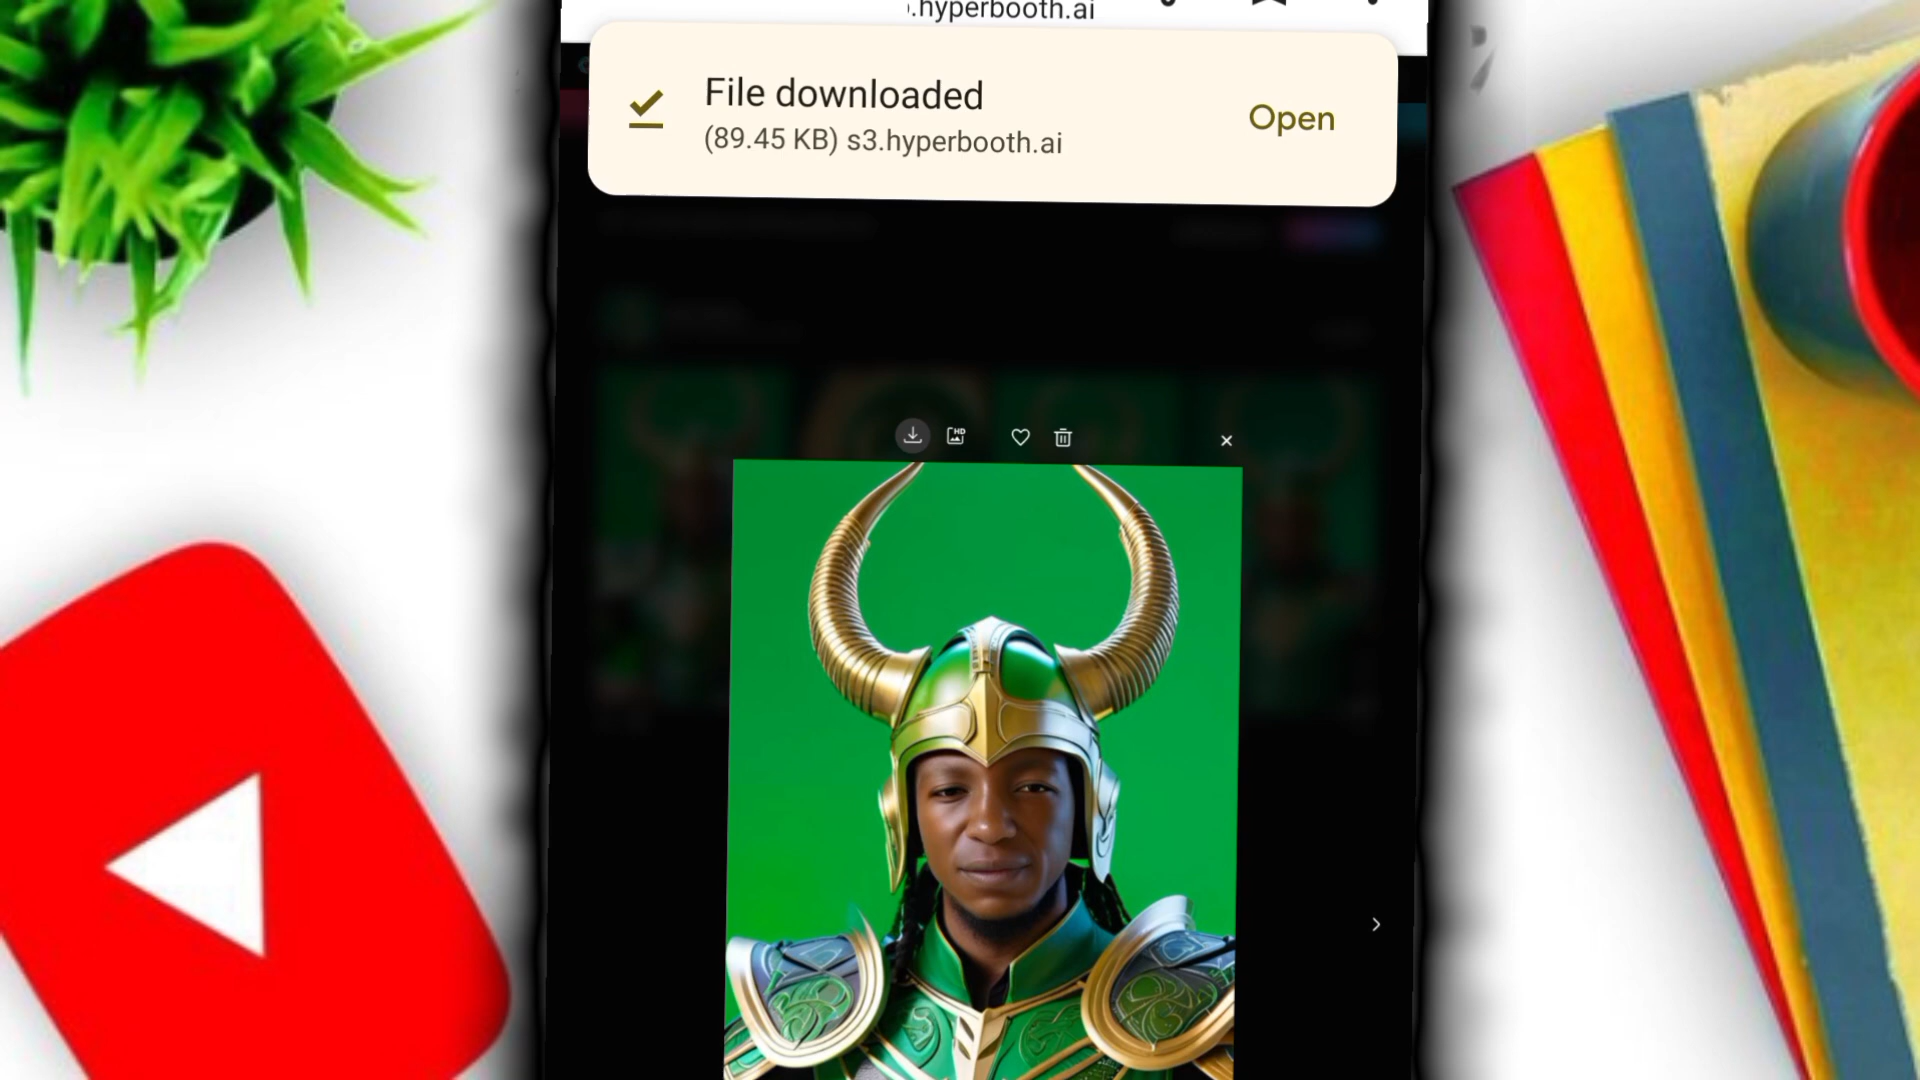 .hyperbooth.ai
File downloaded
(89.45 KB) s3.hyperbooth.ai
Open
HD